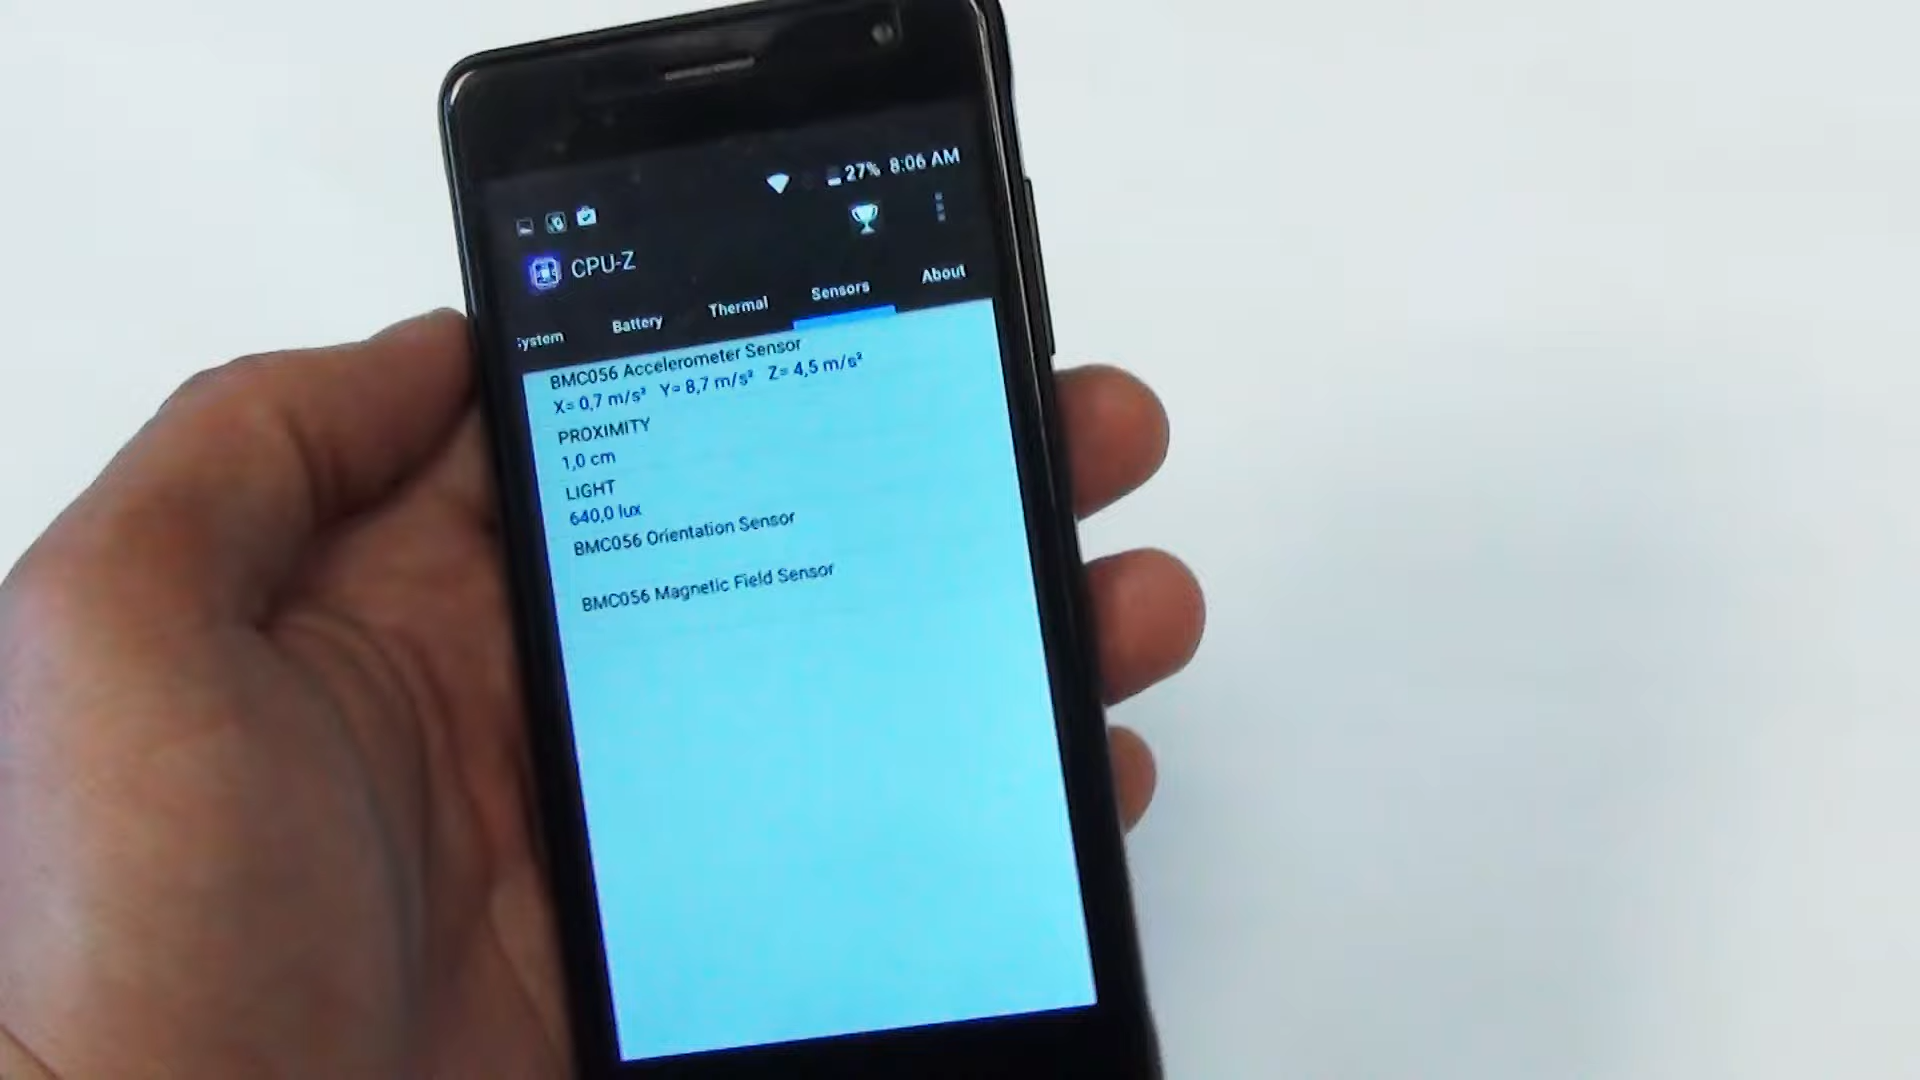 27% 8:06 AM
CPU-Z
System Battery Thermal Sensors About
BMC056 Accelerometer Sensor
X= 0,7 m/s² Y= 8,7 m/s² Z= 4,5 m/s²
PROXIMITY
1,0 cm
LIGHT
640,0 lux
BMC056 Orientation Sensor
BMC056 Magnetic Field Sensor